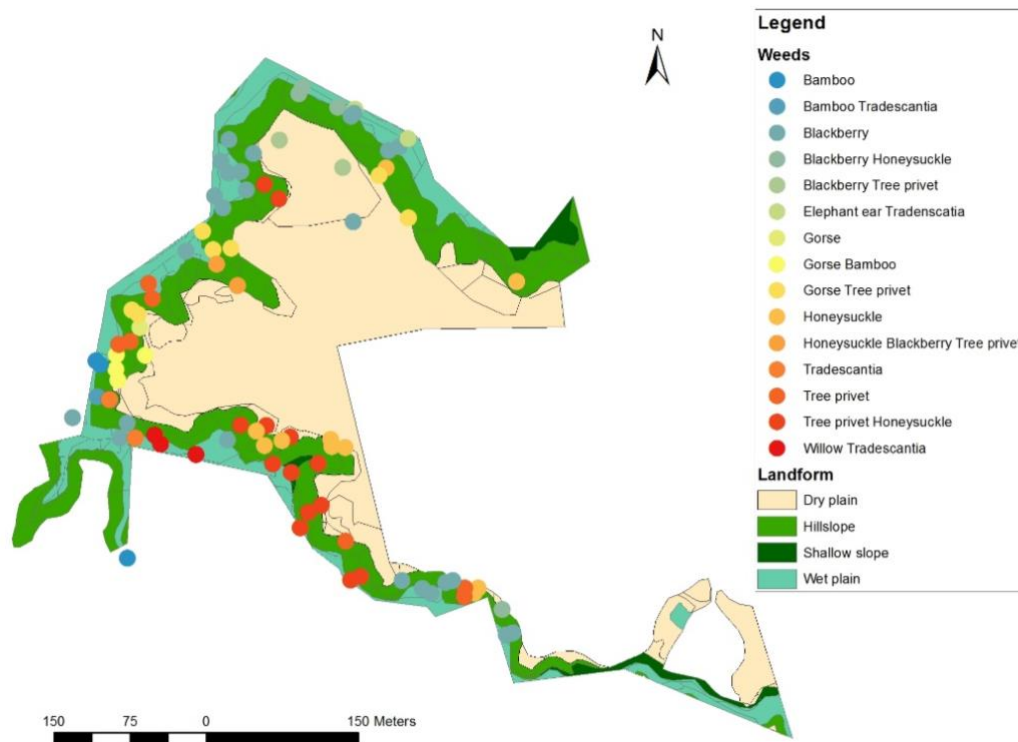 N
Legend
Weeds
Bamboo
Bamboo Tradescantia
Blackberry
Blackberry Honeysuckle
Blackberry Tree privet
Elephant ear Tradenscatia
Gorse
Gorse Bamboo
Gorse Tree privet
Honeysuckle
Honeysuckle Blackberry Tree privet
Tradescantia
Tree privet
Tree privet Honeysuckle
Willow Tradescantia
Landform
Dry plain
Hillslope
Shallow slope
Wet plain
150 75 0 150 Meters